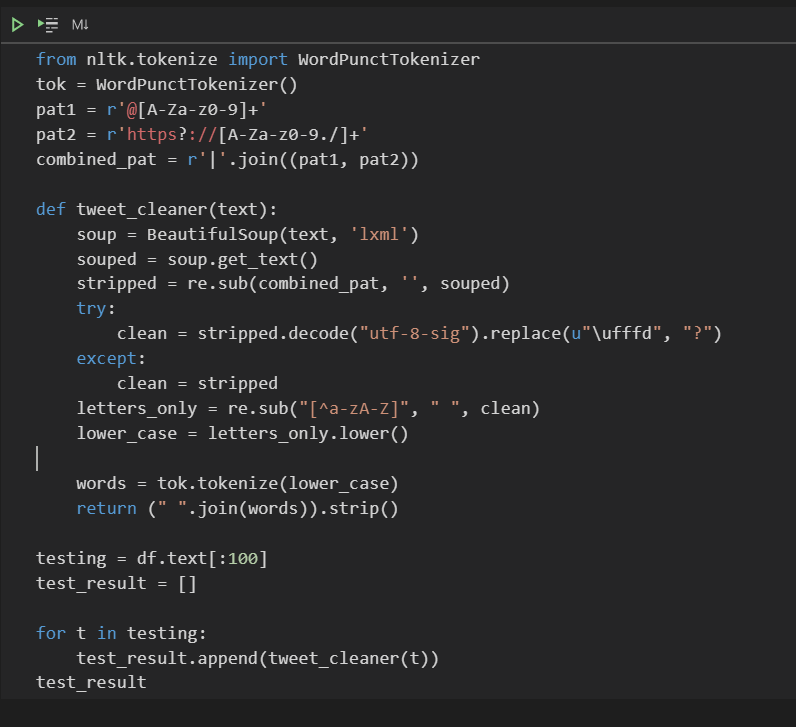 M↓
from nltk.tokenize import WordPunctTokenizer
tok = WordPunctTokenizer()
pat1 = r'@[A-Za-z0-9]+'
pat2 = r'https?://[A-Za-z0-9./]+'
combined_pat = r'|'.join((pat1, pat2))

def tweet_cleaner(text):
    soup = BeautifulSoup(text, 'lxml')
    souped = soup.get_text()
    stripped = re.sub(combined_pat, '', souped)
    try:
        clean = stripped.decode("utf-8-sig").replace(u"\ufffd", "?")
    except:
        clean = stripped
    letters_only = re.sub("[^a-zA-Z]", " ", clean)
    lower_case = letters_only.lower()

    words = tok.tokenize(lower_case)
    return (" ".join(words)).strip()

testing = df.text[:100]
test_result = []

for t in testing:
    test_result.append(tweet_cleaner(t))
test_result